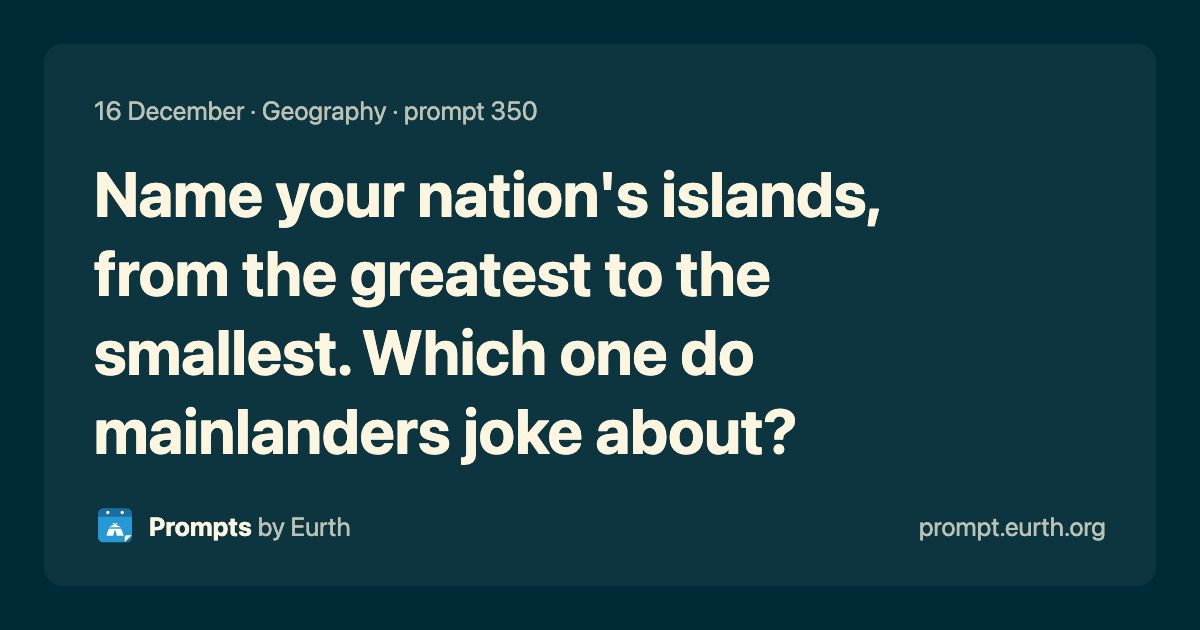 16 December · Geography · prompt 350
Name your nation's islands,
from the greatest to the
smallest. Which one do
mainlanders joke about?
Prompts by Eurth
prompt.eurth.org